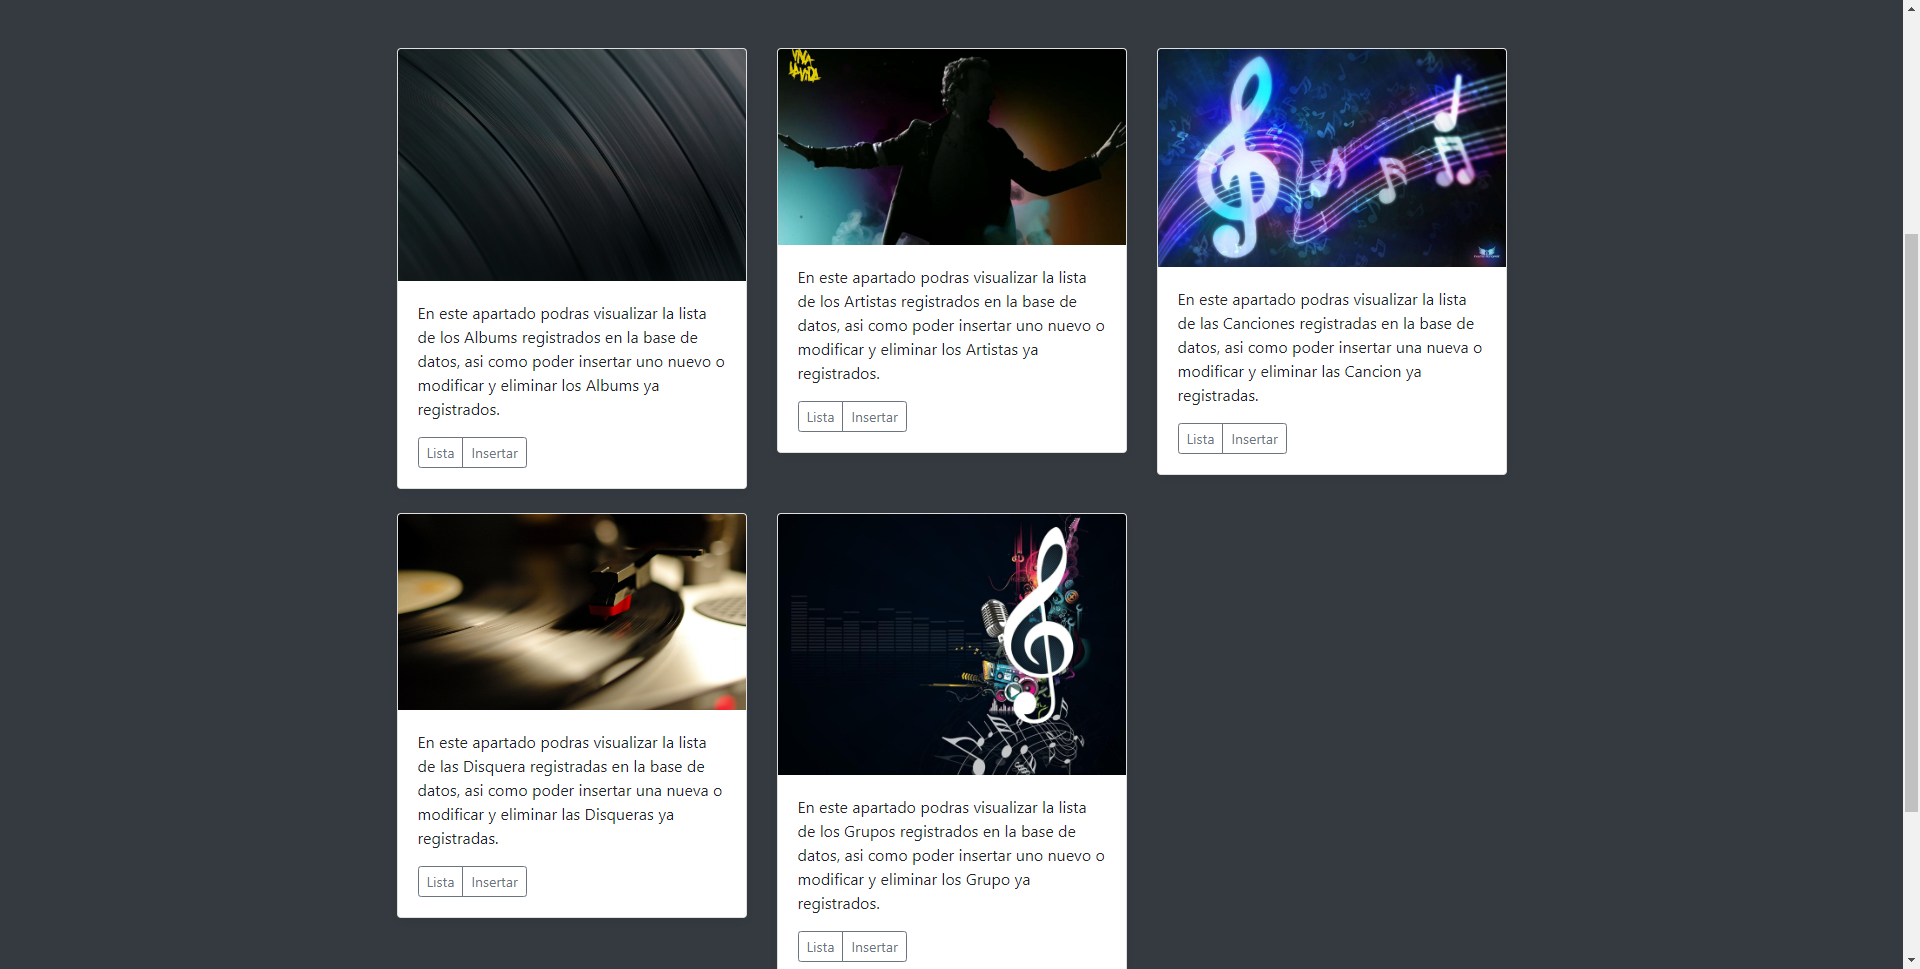 VIVA
LA VIDA
En este apartado podras visualizar la lista
de los Albums registrados en la base de
datos, asi como poder insertar uno nuevo o
modificar y eliminar los Albums ya
registrados.
Lista
Insertar
En este apartado podras visualizar la lista
de los Artistas registrados en la base de
datos, asi como poder insertar uno nuevo o
modificar y eliminar los Artistas ya
registrados.
Lista
Insertar
En este apartado podras visualizar la lista
de las Canciones registradas en la base de
datos, asi como poder insertar una nueva o
modificar y eliminar las Cancion ya
registradas.
Lista
Insertar
En este apartado podras visualizar la lista
de las Disquera registradas en la base de
datos, asi como poder insertar una nueva o
modificar y eliminar las Disqueras ya
registradas.
Lista
Insertar
En este apartado podras visualizar la lista
de los Grupos registrados en la base de
datos, asi como poder insertar uno nuevo o
modificar y eliminar los Grupo ya
registrados.
Lista
Insertar